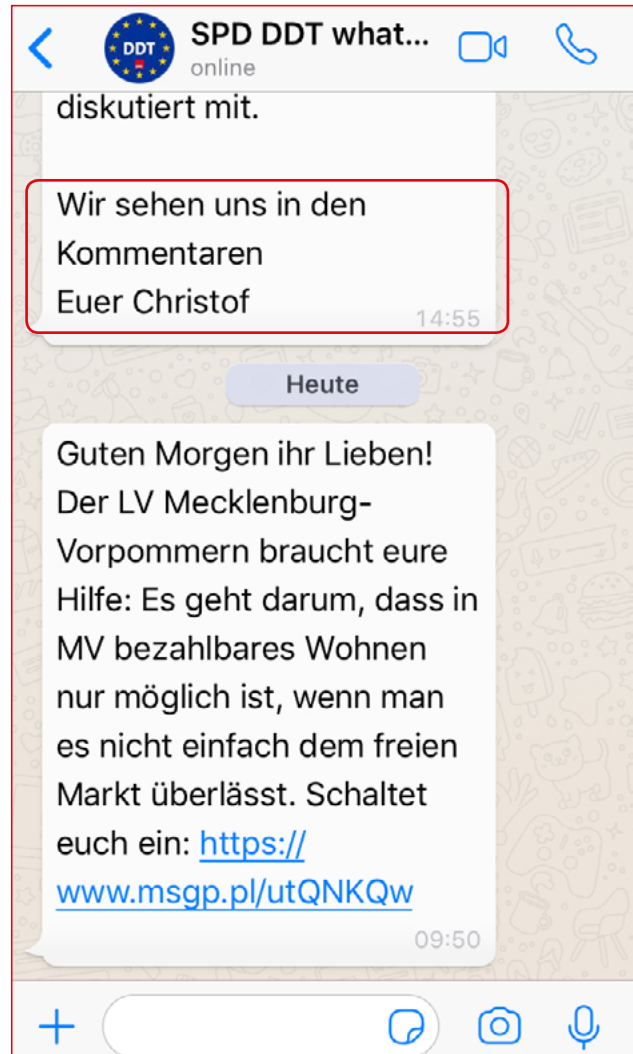 DDT
SPD DDT what...
online
diskutiert mit.
Wir sehen uns in den
Kommentaren
Euer Christof
14:55
Heute
Guten Morgen ihr Lieben!
Der LV Mecklenburg-
Vorpommern braucht eure
Hilfe: Es geht darum, dass in
MV bezahlbares Wohnen
nur möglich ist, wenn man
es nicht einfach dem freien
Markt überlässt. Schaltet
euch ein: https://
www.msgp.pl/utQNKQw
09:50